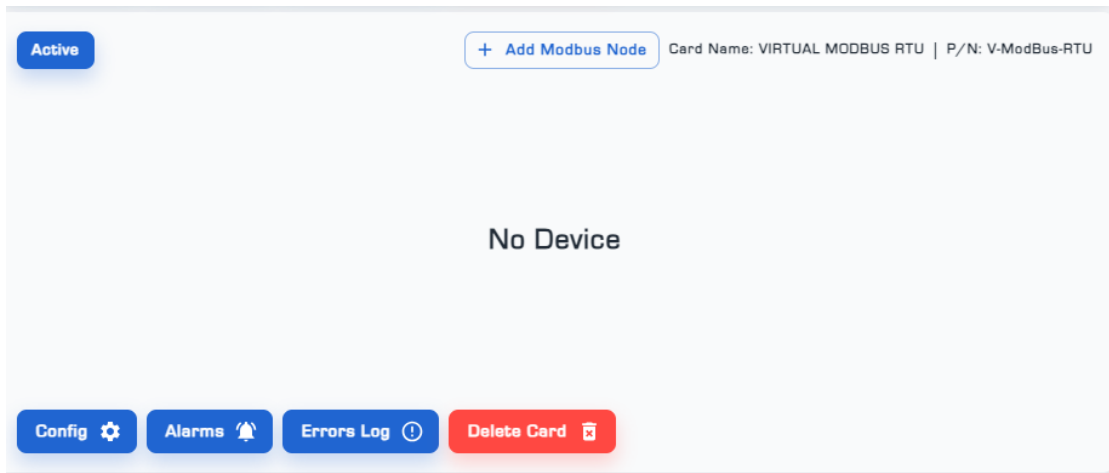 Active
+ Add Modbus Node
Card Name: VIRTUAL MODBUS RTU | P/N: V-ModBus-RTU
No Device
Config
Alarms
Errors Log
Delete Card